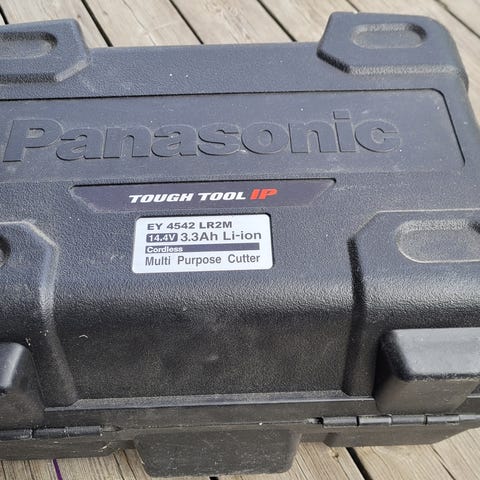 Panasonic
TOUGH TOOL IP
EY 4542 LR2M
14.4V 3.3Ah Li-ion
Cordless
Multi Purpose Cutter